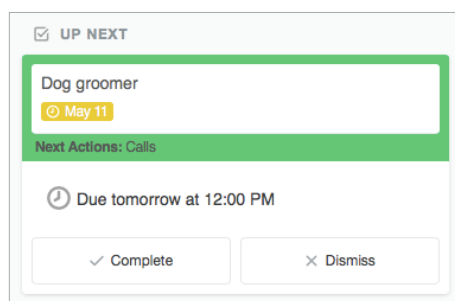 UP NEXT
Dog groomer
May 11
Next Actions: Calls
Due tomorrow at 12:00 PM
Complete
Dismiss